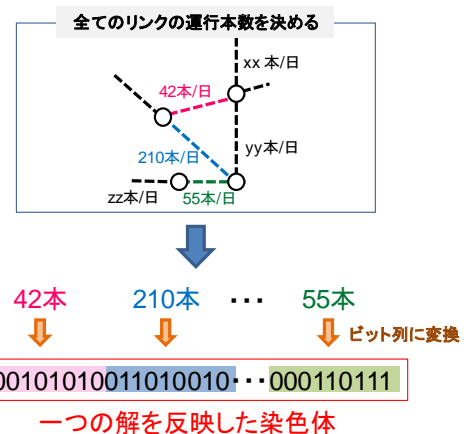 全てのリンクの運行本数を決める
xx 本/日
42本/日
yy本/日
210本/日
zz本/日
55本/日
42本 210本 ・・・ 55本
ビット列に変換
00101010011010010・・・000110111
一つの解を反映した染色体